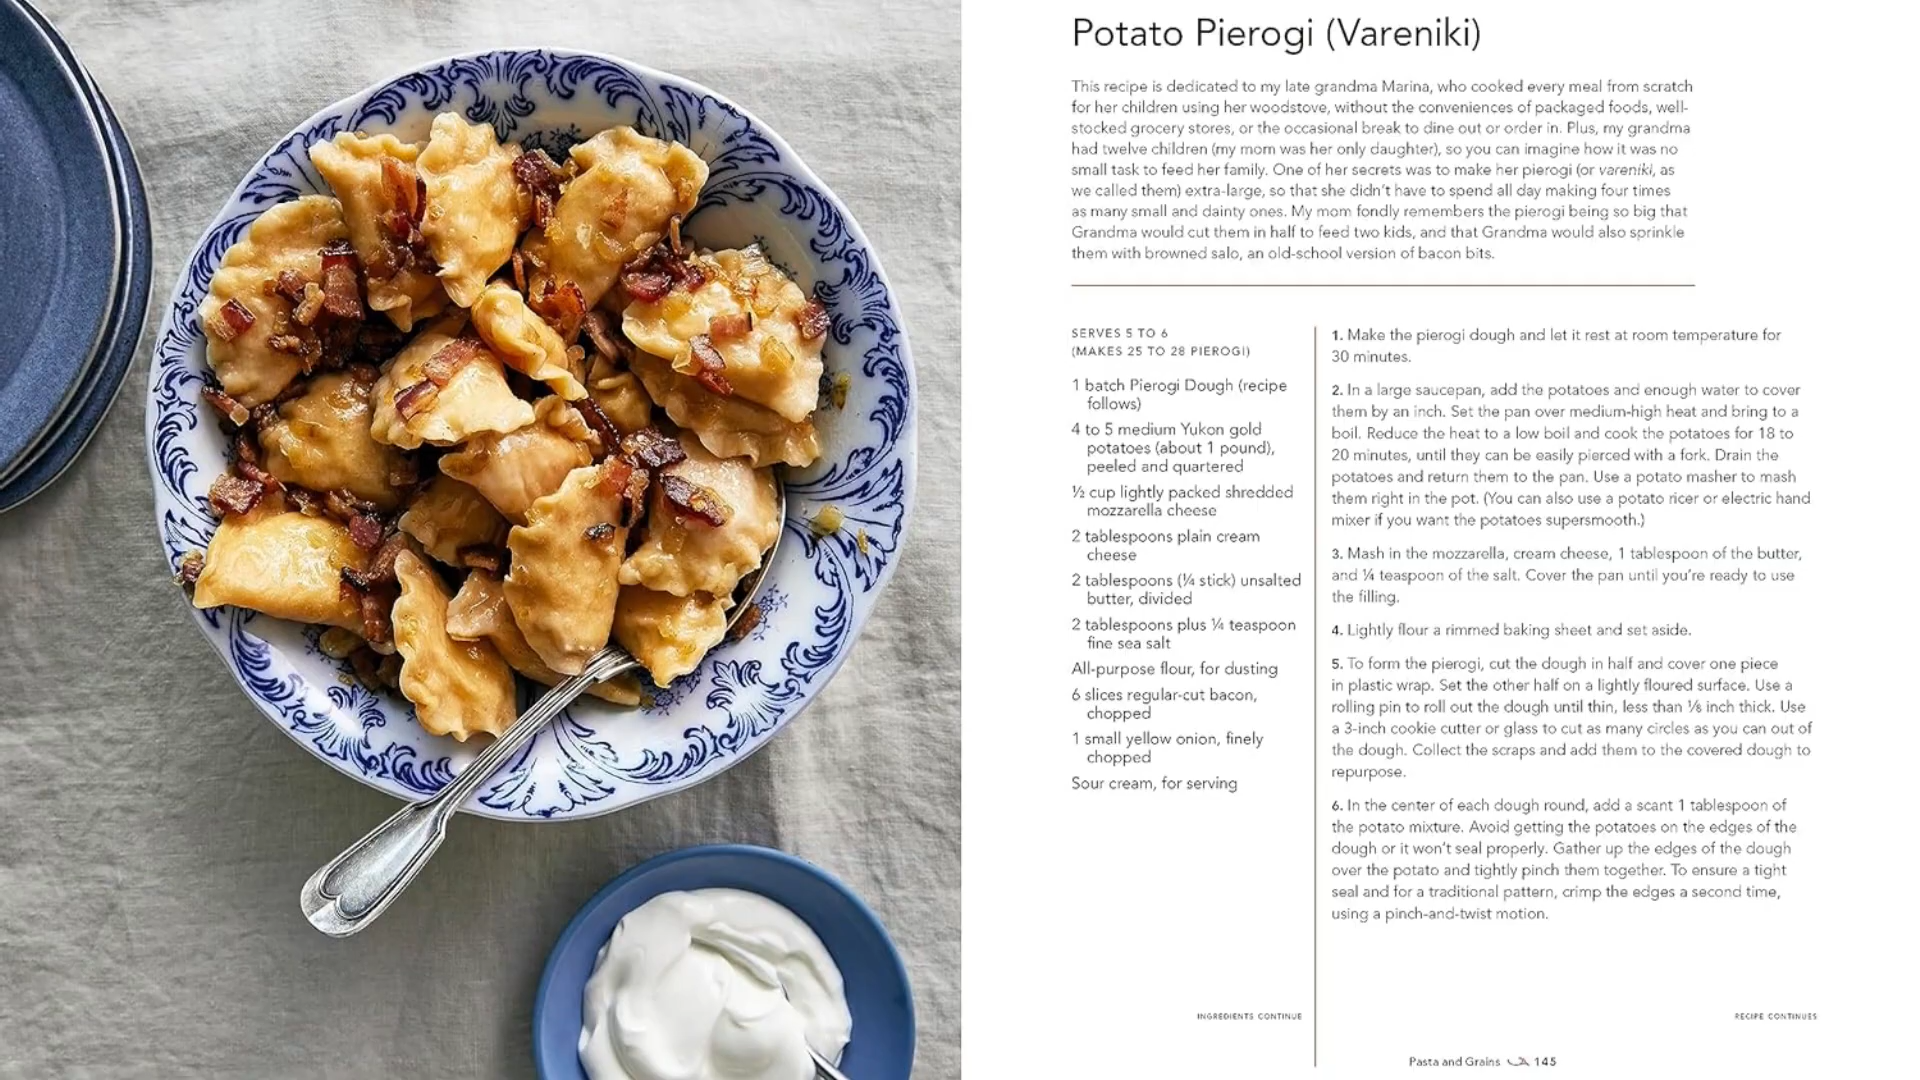 Potato Pierogi (Vareniki)
This recipe is dedicated to my late grandma Marina, who cooked every meal from scratch
for her children using her woodstove, without the conveniences of packaged foods, well-
stocked grocery stores, or the occasional break to dine out or order in. Plus, my grandma
had twelve children (my mom was her only daughter), so you can imagine how it was no
small task to feed her family. One of her secrets was to make her pierogi (or vareniki, as
we called them) extra-large, so that she didn't have to spend all day making four times
as many small and dainty ones. My mom fondly remembers the pierogi being so big that
Grandma would cut them in half to feed two kids, and that Grandma would also sprinkle
them with browned salo, an old-school version of bacon bits.
SERVES 5 TO 6
(MAKES 25 TO 28 PIEROGI)
1 batch Pierogi Dough (recipe
follows)
4 to 5 medium Yukon gold
potatoes (about 1 pound),
peeled and quartered
½ cup lightly packed shredded
mozzarella cheese
2 tablespoons plain cream
cheese
2 tablespoons (¼ stick) unsalted
butter, divided
2 tablespoons plus ¼ teaspoon
fine sea salt
All-purpose flour, for dusting
6 slices regular-cut bacon,
chopped
1 small yellow onion, finely
chopped
Sour cream, for serving
INGREDIENTS CONTINUE
1. Make the pierogi dough and let it rest at room temperature for
30 minutes.
2. In a large saucepan, add the potatoes and enough water to cover
them by an inch. Set the pan over medium-high heat and bring to a
boil. Reduce the heat to a low boil and cook the potatoes for 18 to
20 minutes, until they can be easily pierced with a fork. Drain the
potatoes and return them to the pan. Use a potato masher to mash
them right in the pot. (You can also use a potato ricer or electric hand
mixer if you want the potatoes supersmooth.)
3. Mash in the mozzarella, cream cheese, 1 tablespoon of the butter,
and ¼ teaspoon of the salt. Cover the pan until you're ready to use
the filling.
4. Lightly flour a rimmed baking sheet and set aside.
5. To form the pierogi, cut the dough in half and cover one piece
in plastic wrap. Set the other half on a lightly floured surface. Use a
rolling pin to roll out the dough until thin, less than ⅛ inch thick. Use
a 3-inch cookie cutter or glass to cut as many circles as you can out of
the dough. Collect the scraps and add them to the covered dough to
repurpose.
6. In the center of each dough round, add a scant 1 tablespoon of
the potato mixture. Avoid getting the potatoes on the edges of the
dough or it won't seal properly. Gather up the edges of the dough
over the potato and tightly pinch them together. To ensure a tight
seal and for a traditional pattern, crimp the edges a second time,
using a pinch-and-twist motion.
RECIPE CONTINUES
Pasta and Grains 145